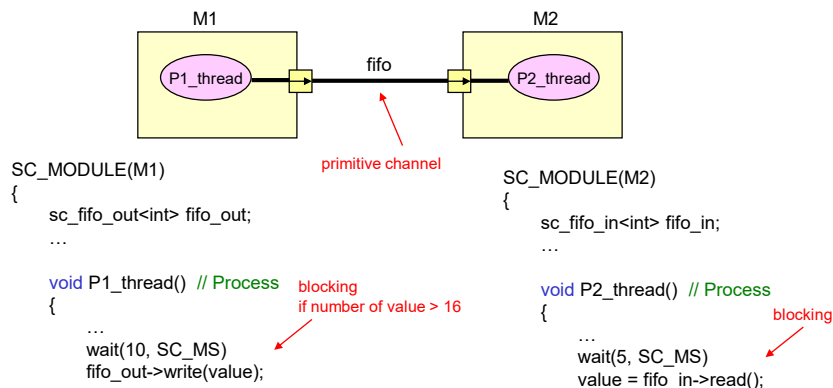 M1
M2
P1_thread
fifo
P2_thread
primitive channel
SC_MODULE(M1)
{
sc_fifo_out<int> fifo_out;
…
void P1_thread() // Process
{
…
wait(10, SC_MS)
fifo_out->write(value);
blocking
if number of value > 16
SC_MODULE(M2)
{
sc_fifo_in<int> fifo_in;
…
void P2_thread() // Process
{
…
wait(5, SC_MS)
value = fifo_in->read();
blocking